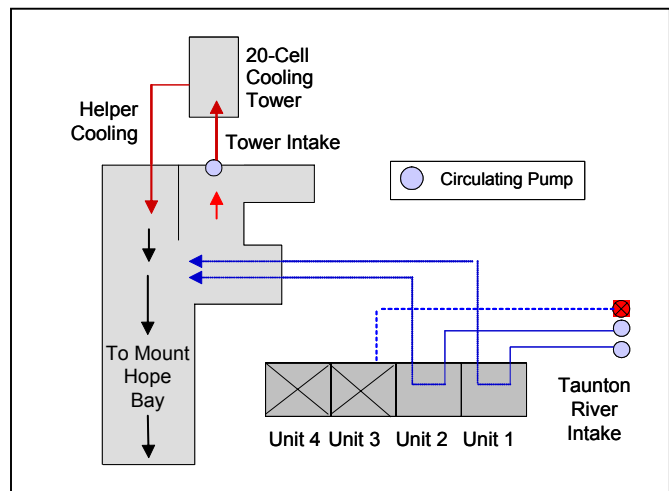 20-Cell
Cooling
Tower
Helper
Cooling
Tower Intake
Circulating Pump
To Mount
Hope
Bay
Taunton
River
Intake
Unit 4 Unit 3 Unit 2 Unit 1